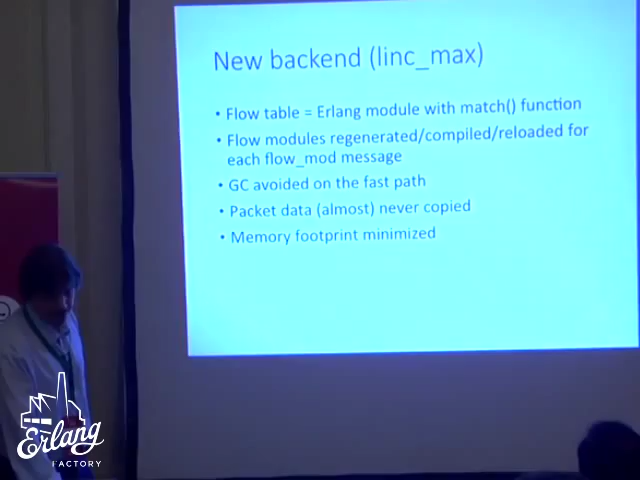 New backend (linc_max)
• Flow table = Erlang module with match() function
• Flow modules regenerated/compiled/reloaded for
each flow_mod message
• GC avoided on the fast path
• Packet data (almost) never copied
• Memory footprint minimized
Erlang
FACTORY